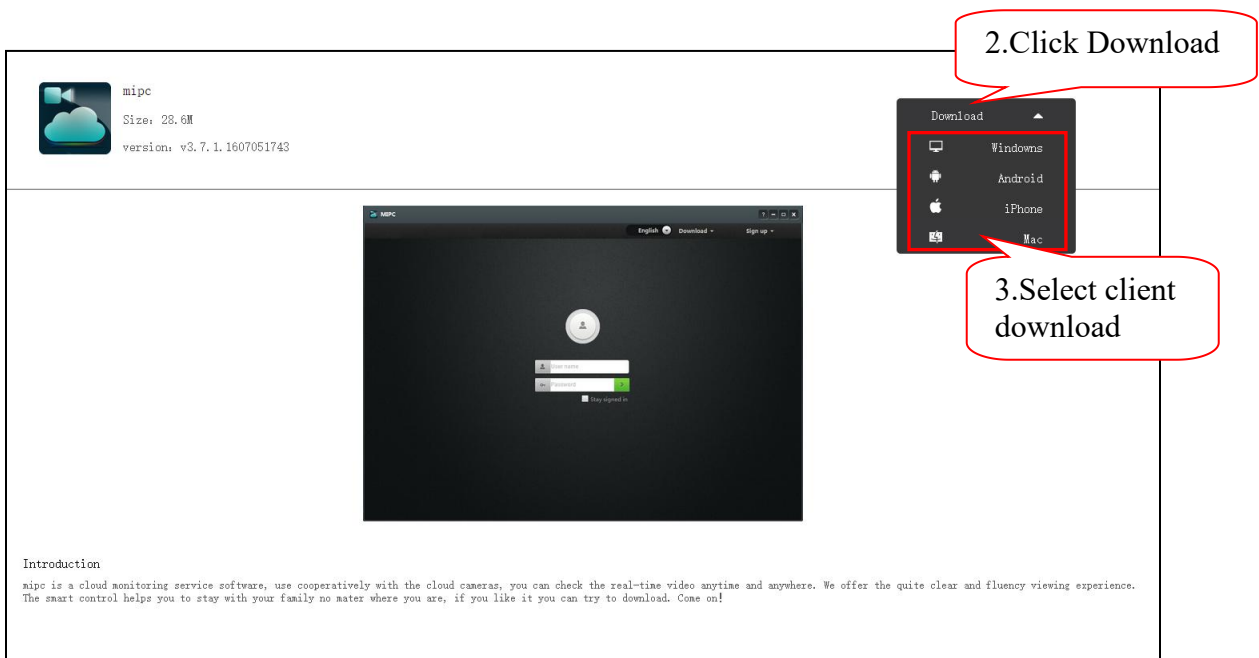 2.Click Download
mipc
Size: 28.6M
version: v3.7.1.1607051743
Download
Windowns
Android
iPhone
Mac
3.Select client
download
MIPC
English
Download
Sign up
User name
Password
Stay signed in
Introduction
mipc is a cloud monitoring service software, use cooperatively with the cloud cameras, you can check the real-time video anytime and anywhere. We offer the quite clear and fluency viewing experience.
The smart control helps you to stay with your family no mater where you are, if you like it you can try to download. Come on!